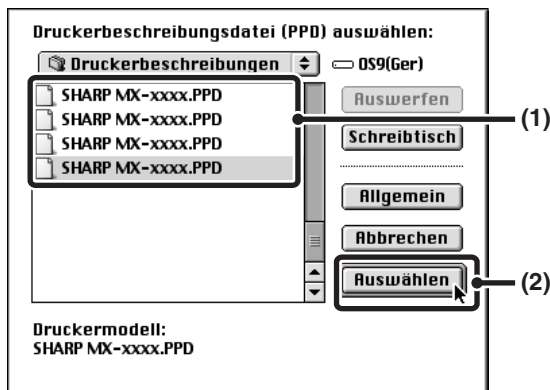 Druckerbeschreibungsdatei (PPD) auswählen:
Druckerbeschreibungen OS9(Ger)
SHARP MX-xxxx.PPD
SHARP MX-xxxx.PPD
SHARP MX-xxxx.PPD
SHARP MX-xxxx.PPD
Auswerfen
(1)
Schreibtisch
Allgemein
Abbrechen
Auswählen
(2)
Druckermodell:
SHARP MX-xxxx.PPD